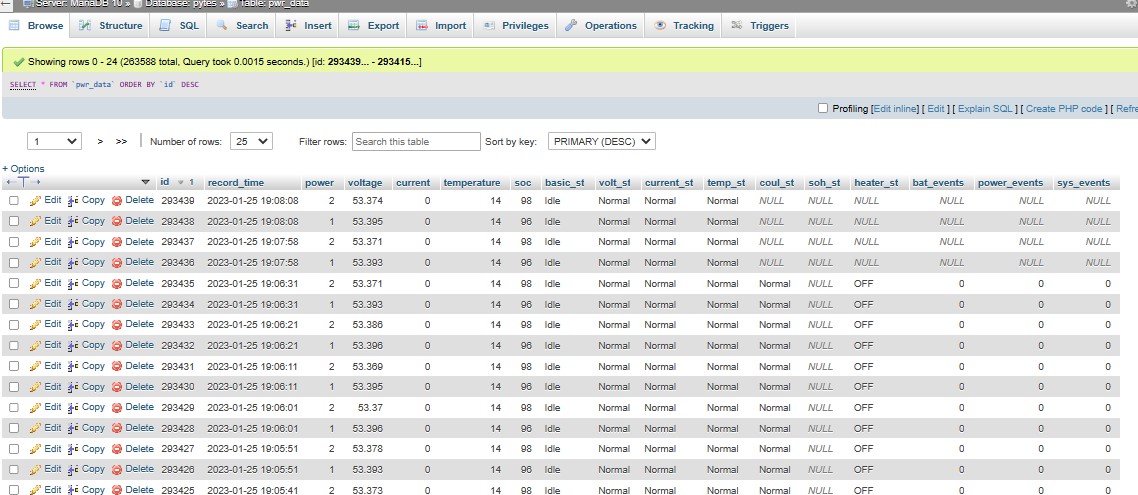 Server: MariaDB 10 » Database: pytes » Table: pwr_data
Browse Structure SQL Search Insert Export Import Privileges Operations Tracking Triggers
Showing rows 0 - 24 (263588 total, Query took 0.0015 seconds.) [id: 293439... - 293415...]
SELECT * FROM `pwr_data` ORDER BY `id` DESC
Profiling [Edit inline] [ Edit ] [ Explain SQL ] [ Create PHP code ] [ Refre
1 > >> Number of rows: 25 Filter rows: Search this table Sort by key: PRIMARY (DESC)
+ Options
←T→ id 1 record_time power voltage current temperature soc basic_st volt_st current_st temp_st coul_st soh_st heater_st bat_events power_events sys_events
Edit Copy Delete 293439 2023-01-25 19:08:08 2 53.374 0 14 98 Idle Normal Normal Normal NULL NULL NULL NULL NULL NULL
Edit Copy Delete 293438 2023-01-25 19:08:08 1 53.395 0 14 96 Idle Normal Normal Normal NULL NULL NULL NULL NULL NULL
Edit Copy Delete 293437 2023-01-25 19:07:58 2 53.371 0 14 98 Idle Normal Normal Normal NULL NULL NULL NULL NULL NULL
Edit Copy Delete 293436 2023-01-25 19:07:58 1 53.393 0 14 96 Idle Normal Normal Normal NULL NULL NULL NULL NULL NULL
Edit Copy Delete 293435 2023-01-25 19:06:31 2 53.371 0 14 98 Idle Normal Normal Normal Normal NULL OFF 0 0 0
Edit Copy Delete 293434 2023-01-25 19:06:31 1 53.393 0 14 96 Idle Normal Normal Normal Normal NULL OFF 0 0 0
Edit Copy Delete 293433 2023-01-25 19:06:21 2 53.386 0 14 98 Idle Normal Normal Normal Normal NULL OFF 0 0 0
Edit Copy Delete 293432 2023-01-25 19:06:21 1 53.396 0 14 96 Idle Normal Normal Normal Normal NULL OFF 0 0 0
Edit Copy Delete 293431 2023-01-25 19:06:11 2 53.369 0 14 98 Idle Normal Normal Normal Normal NULL OFF 0 0 0
Edit Copy Delete 293430 2023-01-25 19:06:11 1 53.395 0 14 96 Idle Normal Normal Normal Normal NULL OFF 0 0 0
Edit Copy Delete 293429 2023-01-25 19:06:01 2 53.37 0 14 98 Idle Normal Normal Normal Normal NULL OFF 0 0 0
Edit Copy Delete 293428 2023-01-25 19:06:01 1 53.396 0 14 96 Idle Normal Normal Normal Normal NULL OFF 0 0 0
Edit Copy Delete 293427 2023-01-25 19:05:51 2 53.378 0 14 98 Idle Normal Normal Normal Normal NULL OFF 0 0 0
Edit Copy Delete 293426 2023-01-25 19:05:51 1 53.393 0 14 96 Idle Normal Normal Normal Normal NULL OFF 0 0 0
Edit Copy Delete 293425 2023-01-25 19:05:41 2 53.373 0 14 98 Idle Normal Normal Normal Normal NULL OFF 0 0 0